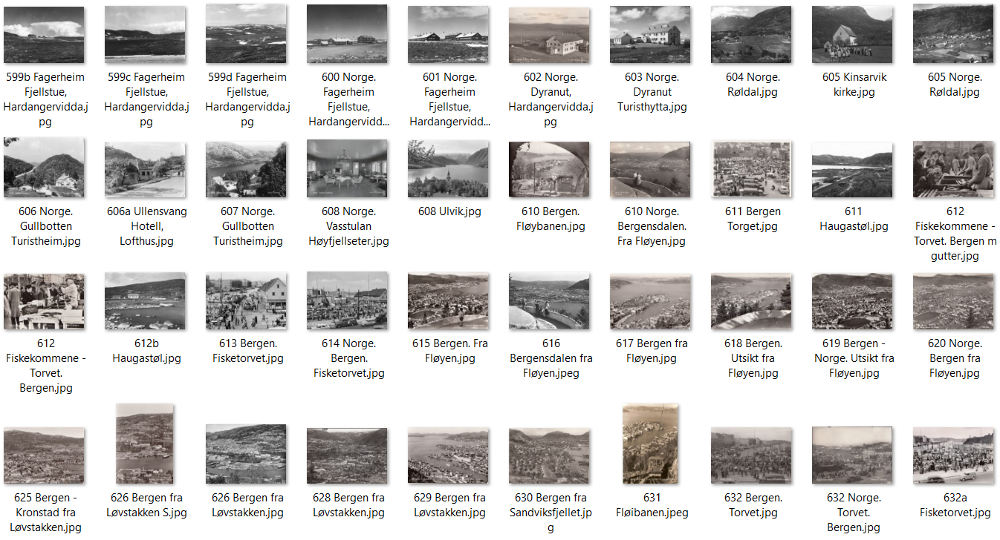 599b Fagerheim
Fjellstue,
Hardangervidda.j
pg
599c Fagerheim
Fjellstue,
Hardangervidda.j
pg
599d Fagerheim
Fjellstue,
Hardangervidda.j
pg
600 Norge.
Fagerheim
Fjellstue,
Hardangervidd...
601 Norge.
Fagerheim
Fjellstue,
Hardangervidd...
602 Norge.
Dyranut,
Hardangervidda.j
pg
603 Norge.
Dyranut
Turisthytta.jpg
604 Norge.
Røldal.jpg
605 Kinsarvik
kirke.jpg
605 Norge.
Røldal.jpg
606 Norge.
Gullbotten
Turistheim.jpg
606a Ullensvang
Hotell,
Lofthus.jpg
607 Norge.
Gullbotten
Turistheim.jpg
608 Norge.
Vasstulan
Høyfjellseter.jpg
608 Ulvik.jpg
610 Bergen.
Fløybanen.jpg
610 Norge.
Bergensdalen.
Fra Fløyen.jpg
611 Bergen
Torget.jpg
611
Haugastøl.jpg
612
Fiskekommene -
Torvet. Bergen m
gutter.jpg
612
Fiskekommene -
Torvet.
Bergen.jpg
612b
Haugastøl.jpg
613 Bergen.
Fisketorvet.jpg
614 Norge.
Bergen.
Fisketorvet.jpg
615 Bergen. Fra
Fløyen.jpg
616
Bergensdalen fra
Fløyen.jpeg
617 Bergen fra
Fløyen.jpg
618 Bergen.
Utsikt fra
Fløyen.jpg
619 Bergen -
Norge. Utsikt fra
Fløyen.jpg
620 Norge.
Bergen fra
Fløyen.jpg
625 Bergen -
Kronstad fra
Løvstakken.jpg
626 Bergen fra
Løvstakken S.jpg
626 Bergen fra
Løvstakken.jpg
628 Bergen fra
Løvstakken.jpg
629 Bergen fra
Løvstakken.jpg
630 Bergen fra
Sandviksfjellet.jp
g
631
Fløibanen.jpeg
632 Bergen.
Torvet.jpg
632 Norge.
Torvet.
Bergen.jpg
632a
Fisketorvet.jpg